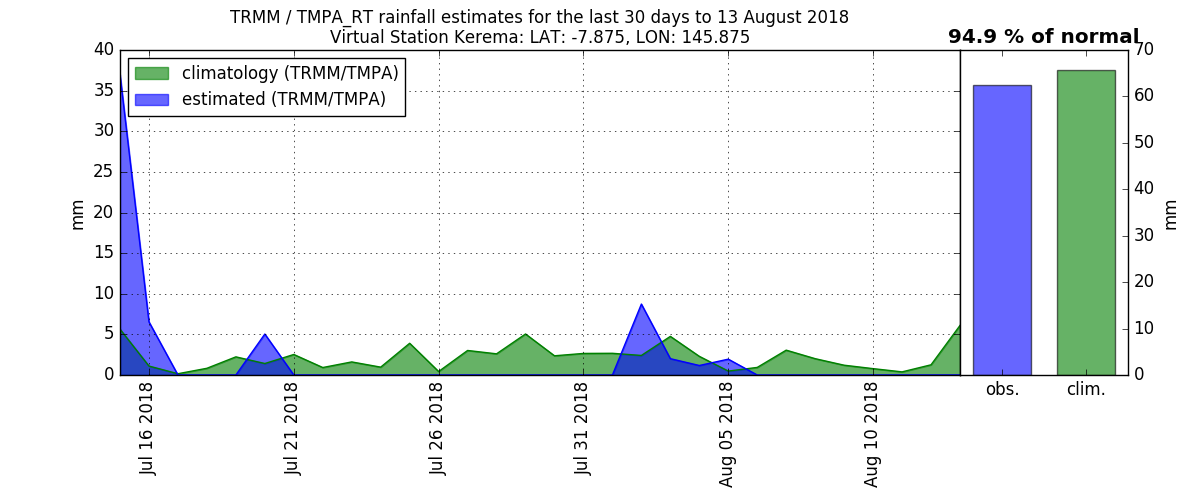 TRMM / TMPA_RT rainfall estimates for the last 30 days to 13 August 2018
Virtual Station Kerema: LAT: -7.875, LON: 145.875
94.9 % of normal
climatology (TRMM/TMPA)
estimated (TRMM/TMPA)
mm
40
35
30
25
20
15
10
5
0
Jul 16 2018
Jul 21 2018
Jul 26 2018
Jul 31 2018
Aug 05 2018
Aug 10 2018
obs.
clim.
70
60
50
40
30
20
10
0
mm